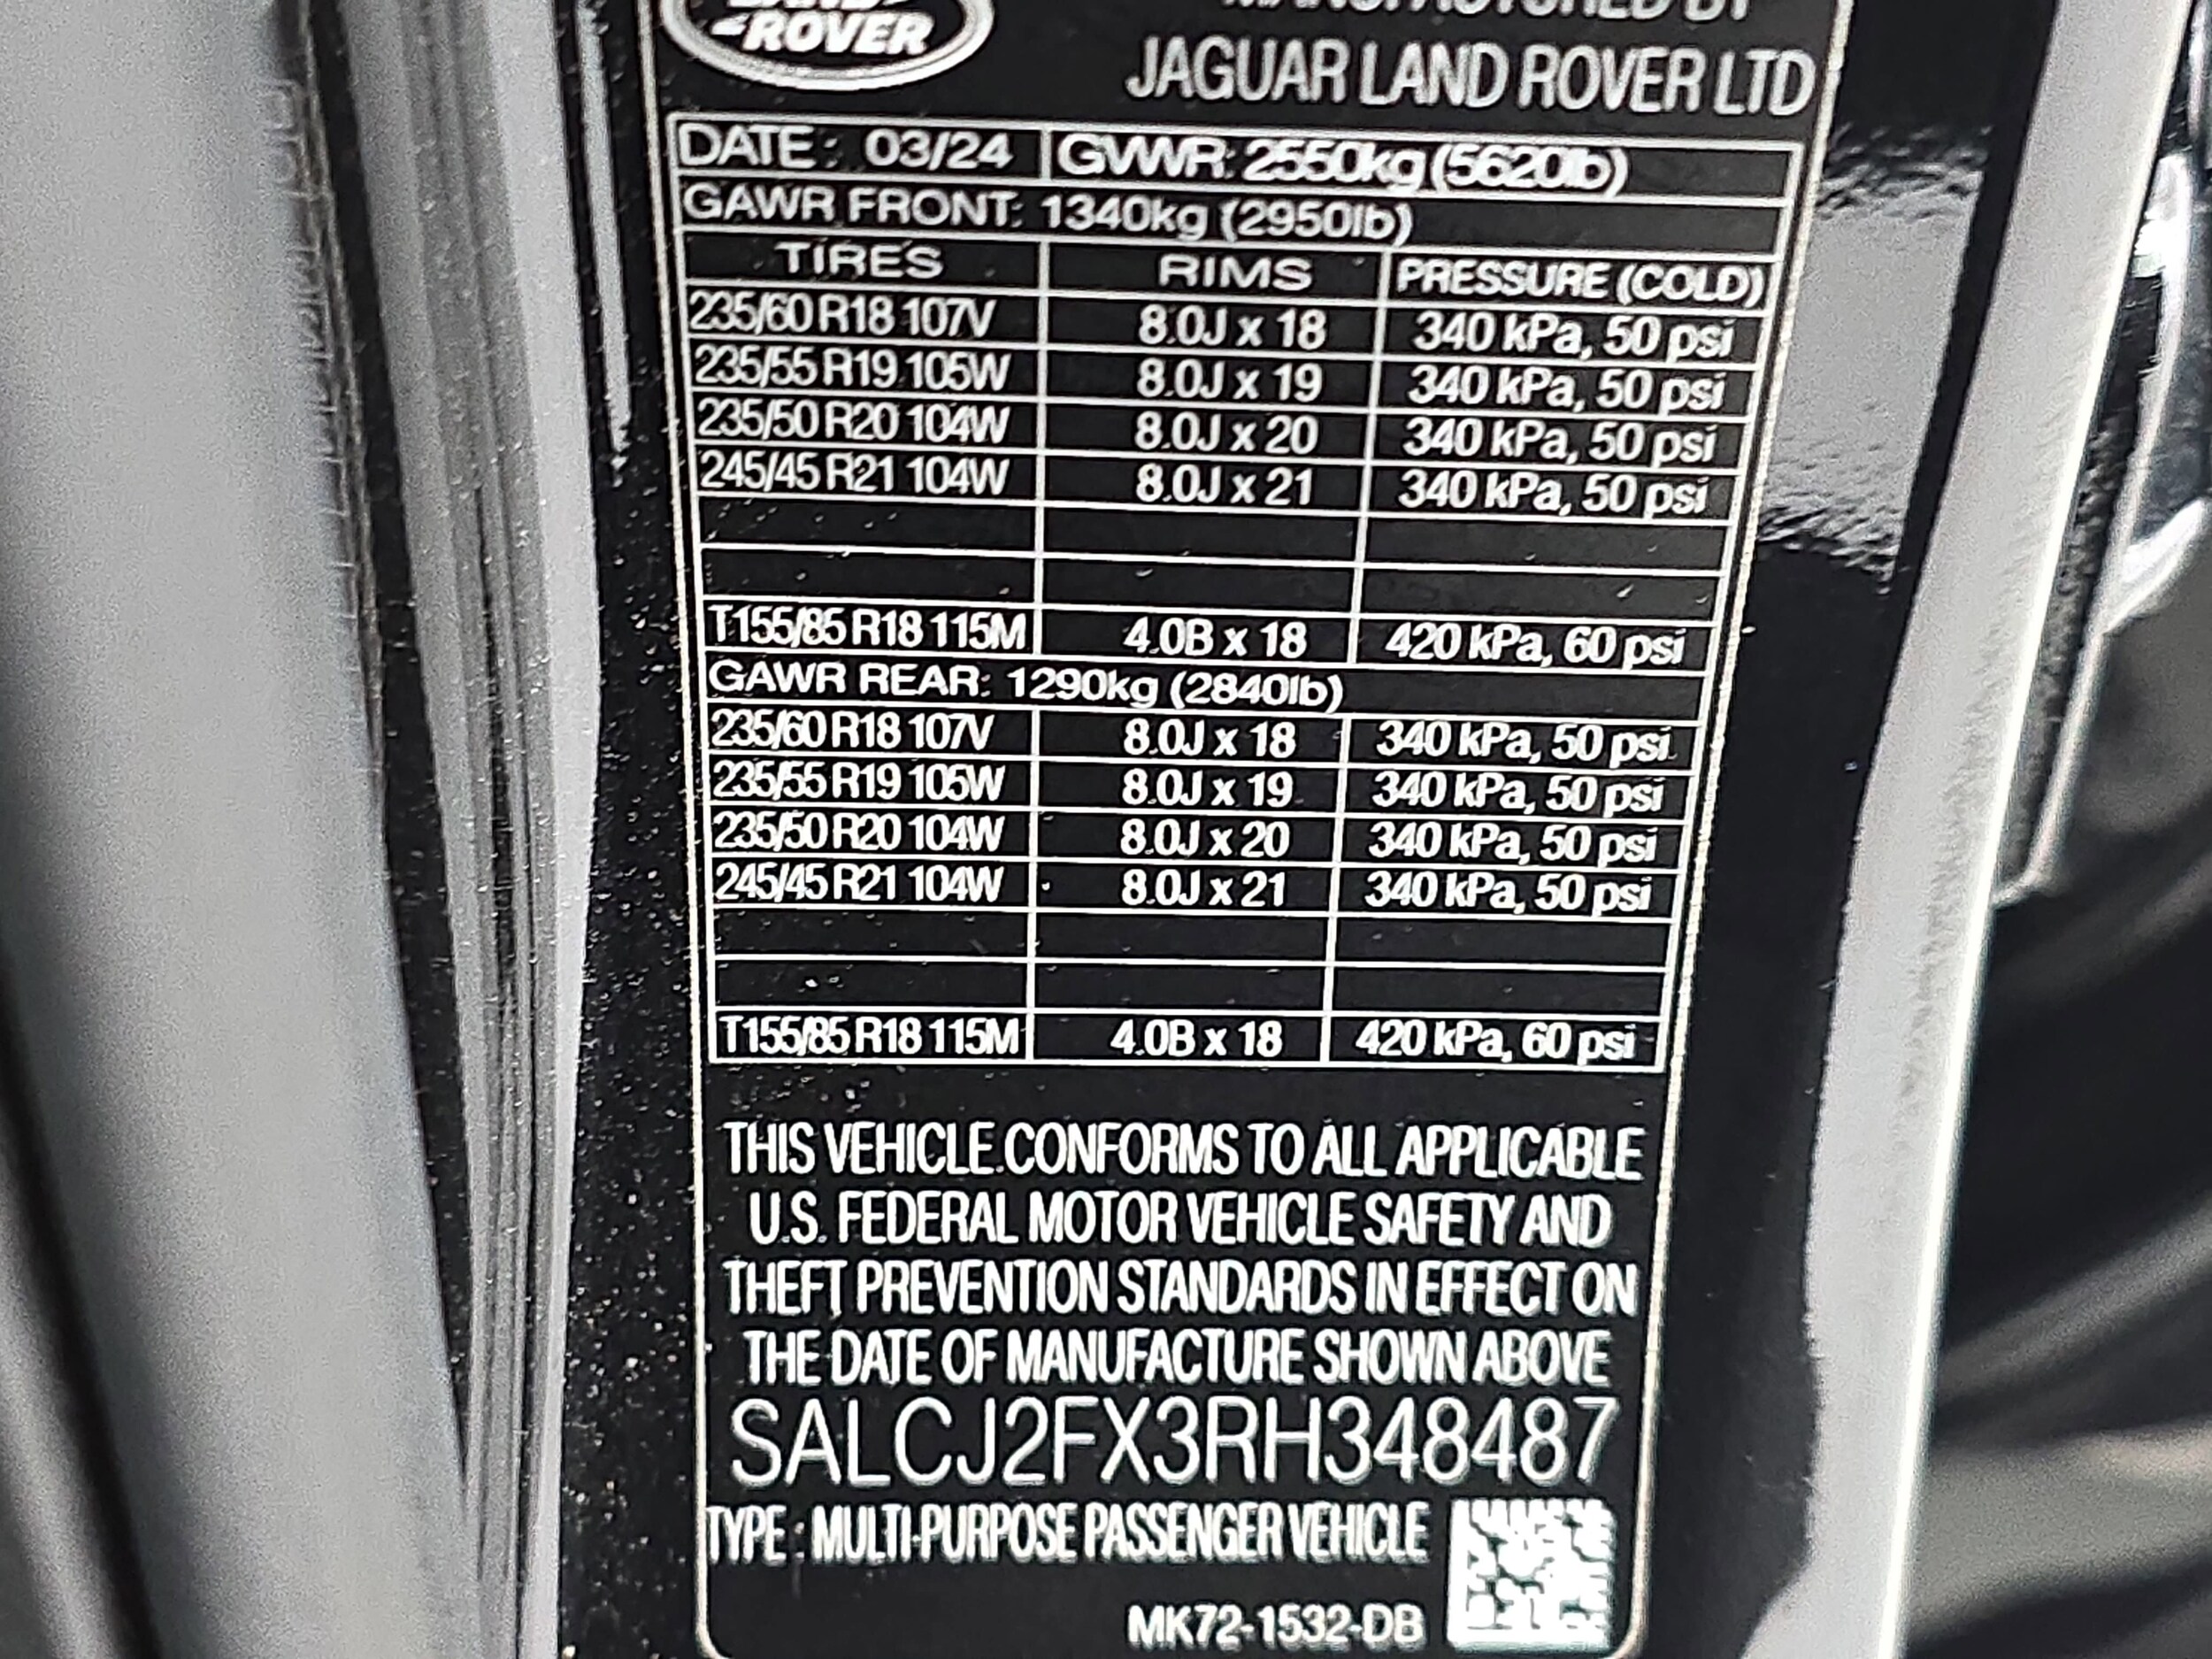 ROVER
MANUFACTURED BY
JAGUAR LAND ROVER LTD
DATE: 03/24 GVWR: 2550kg (5620lb)
GAWR FRONT: 1340kg (2950lb)
TIRES RIMS PRESSURE (COLD)
235/60 R18 107V 8.0J x 18 340 kPa, 50 psi
235/55 R19 105W 8.0J x 19 340 kPa, 50 psi
235/50 R20 104W 8.0J x 20 340 kPa, 50 psi
245/45 R21 104W 8.0J x 21 340 kPa, 50 psi
T155/85 R18 115M 4.0B x 18 420 kPa, 60 psi
GAWR REAR: 1290kg (2840lb)
235/60 R18 107V 8.0J x 18 340 kPa, 50 psi
235/55 R19 105W 8.0J x 19 340 kPa, 50 psi
235/50 R20 104W 8.0J x 20 340 kPa, 50 psi
245/45 R21 104W 8.0J x 21 340 kPa, 50 psi
T155/85 R18 115M 4.0B x 18 420 kPa, 60 psi
THIS VEHICLE CONFORMS TO ALL APPLICABLE
U.S. FEDERAL MOTOR VEHICLE SAFETY AND
THEFT PREVENTION STANDARDS IN EFFECT ON
THE DATE OF MANUFACTURE SHOWN ABOVE
SALCJ2FX3RH348487
TYPE : MULTI-PURPOSE PASSENGER VEHICLE
MK72-1532-DB